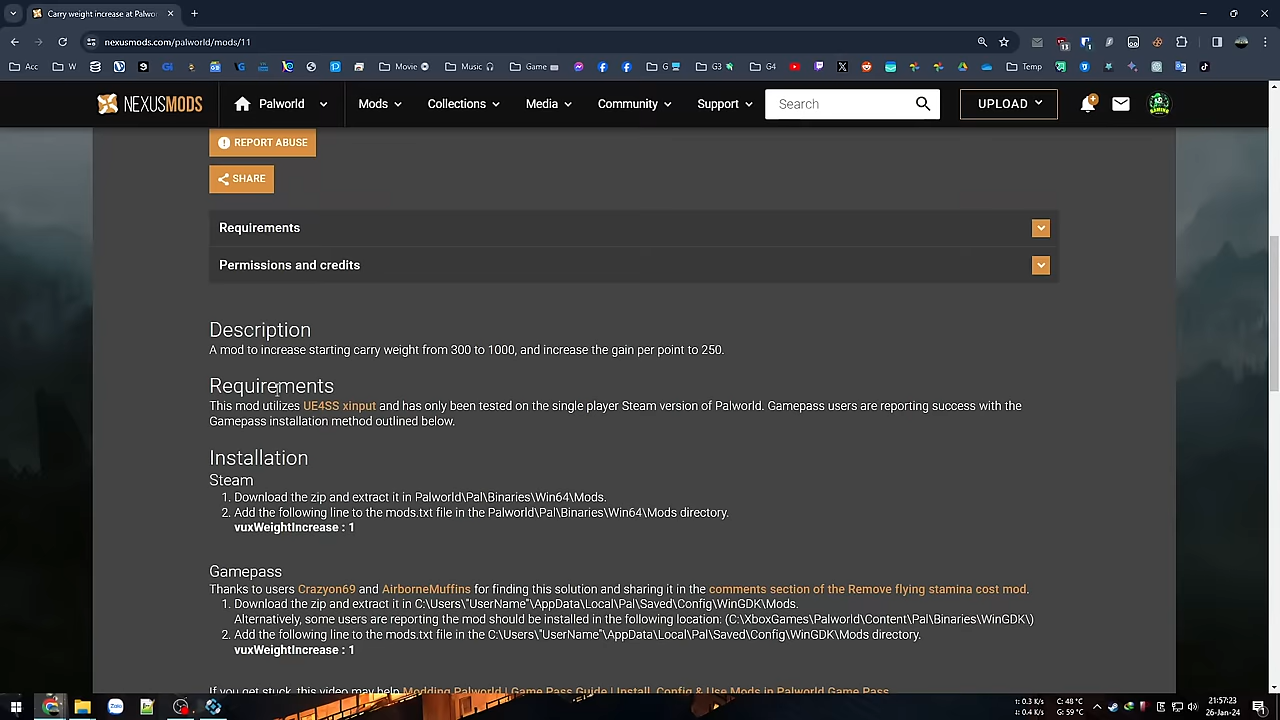 Carry weight increase at Palwor
nexusmods.com/palworld/mods/11
Acc
W
G
Movie
Music
Game
G
G3
G4
Temp
NEXUSMODS
Palworld
Mods
Collections
Media
Community
Support
Search
UPLOAD
REPORT ABUSE
SHARE
Requirements
Permissions and credits
Description
A mod to increase starting carry weight from 300 to 1000, and increase the gain per point to 250.
Requirements
This mod utilizes UE4SS xinput and has only been tested on the single player Steam version of Palworld. Gamepass users are reporting success with the
Gamepass installation method outlined below.
Installation
Steam
1. Download the zip and extract it in Palworld\Pal\Binaries\Win64\Mods.
2. Add the following line to the mods.txt file in the Palworld\Pal\Binaries\Win64\Mods directory.
vuxWeightIncrease : 1
Gamepass
Thanks to users Crazyon69 and AirborneMuffins for finding this solution and sharing it in the comments section of the Remove flying stamina cost mod.
1. Download the zip and extract it in C:\Users\"UserName"\AppData\Local\Pal\Saved\Config\WinGDK\Mods.
Alternatively, some users are reporting the mod should be installed in the following location: (C:\XboxGames\Palworld\Content\Pal\Binaries\WinGDK\)
2. Add the following line to the mods.txt file in the C:\Users\"UserName"\AppData\Local\Pal\Saved\Config\WinGDK\Mods directory.
vuxWeightIncrease : 1
If you get stuck, this video may help Modding Palworld | Game Pass Guide | Install, Config & Use Mods in Palworld Game Pass
Zalo
↑: 0.3 K/s
↓: 0.4 K/s
C: 48 °C
G: 59 °C
21:57:23
26-Jan-24